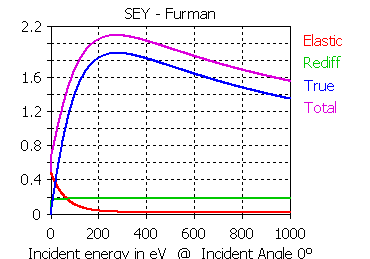 SEY - Furman
2.2
1.6
1.2
0.8
0.4
0
0 200 400 600 800 1000
Incident energy in eV @ Incident Angle 0º
Elastic
Rediff
True
Total